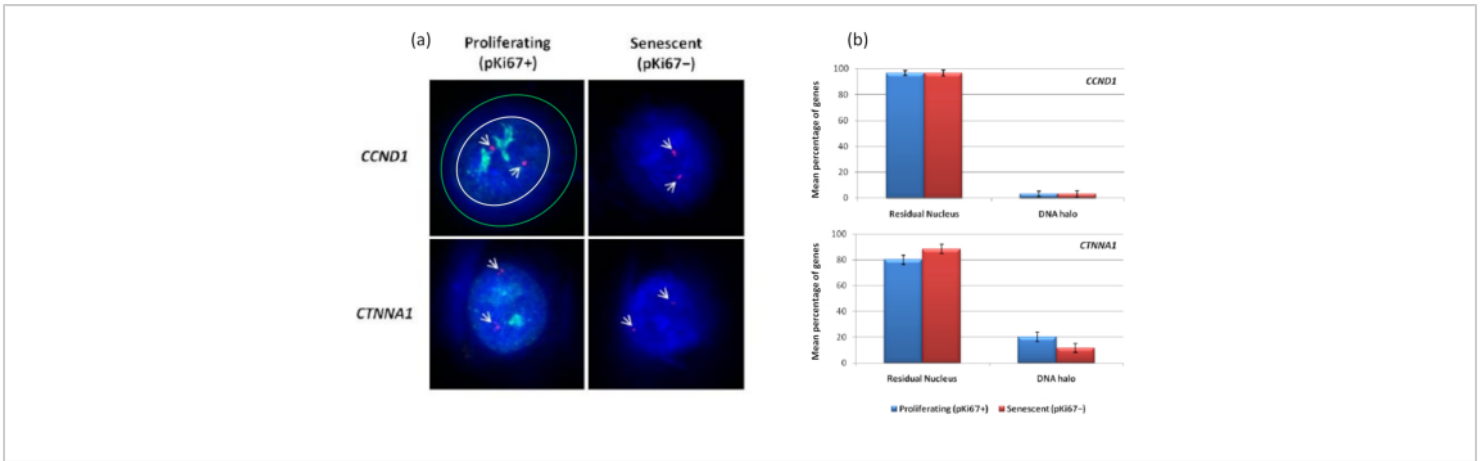 (a)
Proliferating
(pKi67+)
Senescent
(pKi67−)
CCND1
CTNNA1
(b)
100
80
60
40
20
0
Mean percentage of genes
CCND1
Residual Nucleus
DNA halo
100
80
60
40
20
0
Mean percentage of genes
CTNNA1
Residual Nucleus
DNA halo
Proliferating (pKi67+)
Senescent (pKi67−)